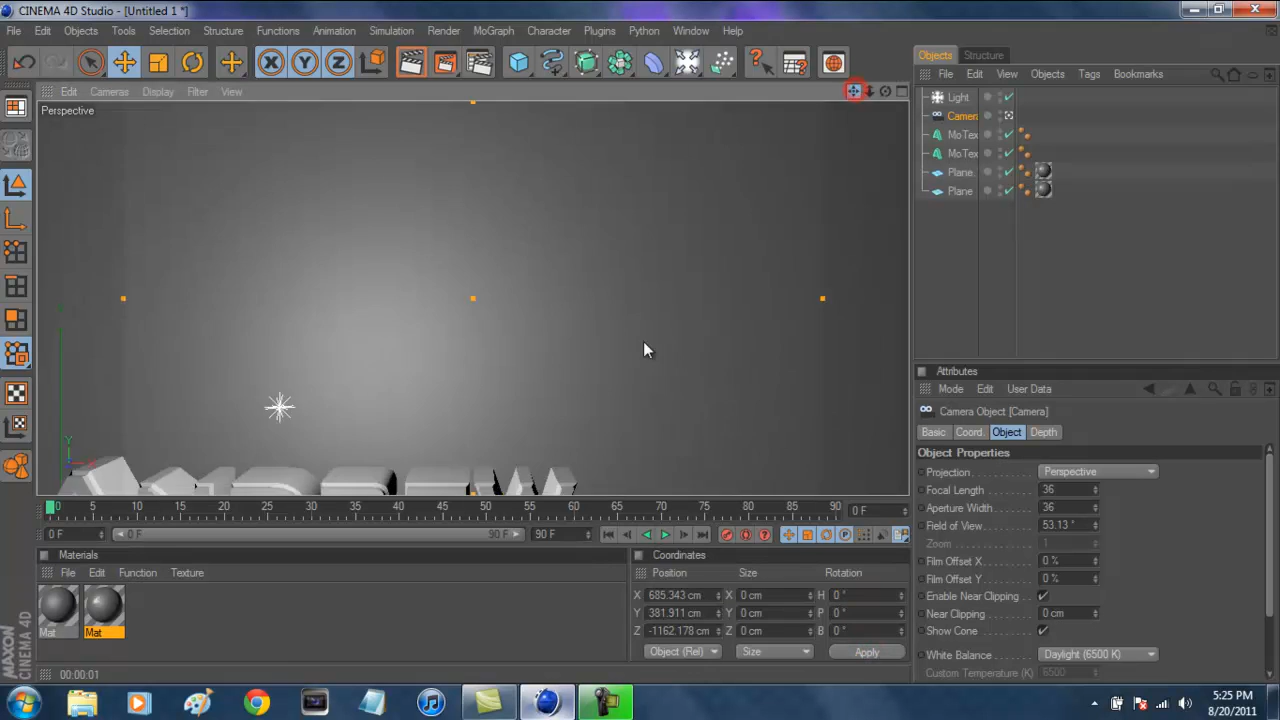 CINEMA 4D Studio - [Untitled 1 *]
File Edit Objects Tools Selection Structure Functions Animation Simulation Render MoGraph Character Plugins Python Window Help
X Y Z
Objects Structure
File Edit View Objects Tags Bookmarks
Edit Cameras Display Filter View
Perspective
Light
Camera
MoTex
MoTex
Plane.
Plane
Y
Attributes
Mode Edit User Data
Camera Object [Camera]
Basic Coord. Object Depth
Object Properties
Projection Perspective
Focal Length 36
Aperture Width 36
Field of View 53.13 °
Zoom 1
Film Offset X 0 %
Film Offset Y 0 %
Enable Near Clipping
Near Clipping 0 cm
Show Cone
White Balance Daylight (6500 K)
Custom Temperature (K) 6500
0 5 10 15 20 25 30 35 40 45 50 55 60 65 70 75 80 85 90 0 F
0 F 0 F 90 F 90 F
Materials
File Edit Function Texture
Mat Mat
Coordinates
Position Size Rotation
X 685.343 cm X 0 cm H 0 °
Y 381.911 cm Y 0 cm P 0 °
Z -1162.178 cm Z 0 cm B 0 °
Object (Rel) Size Apply
MAXON CINEMA 4D
00:00:01
5:25 PM
8/20/2011